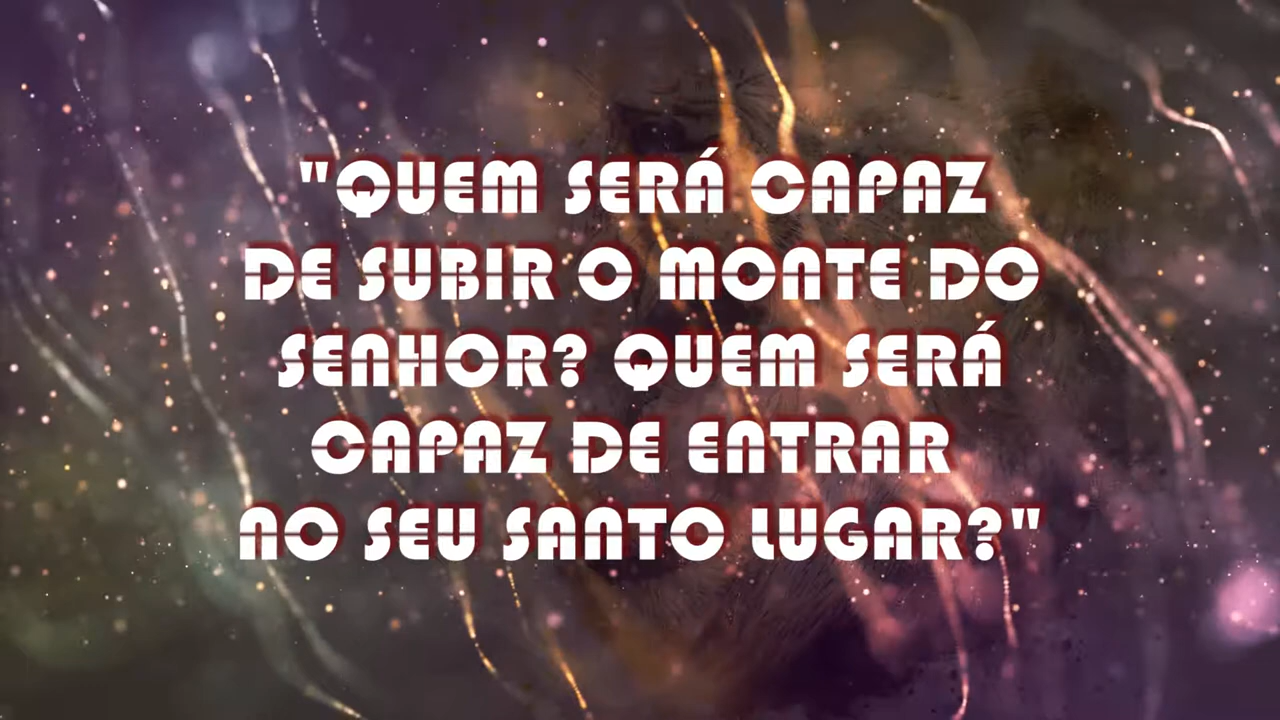 "QUEM SERÁ CAPAZ
DE SUBIR O MONTE DO
SENHOR? QUEM SERÁ
CAPAZ DE ENTRAR
NO SEU SANTO LUGAR?"